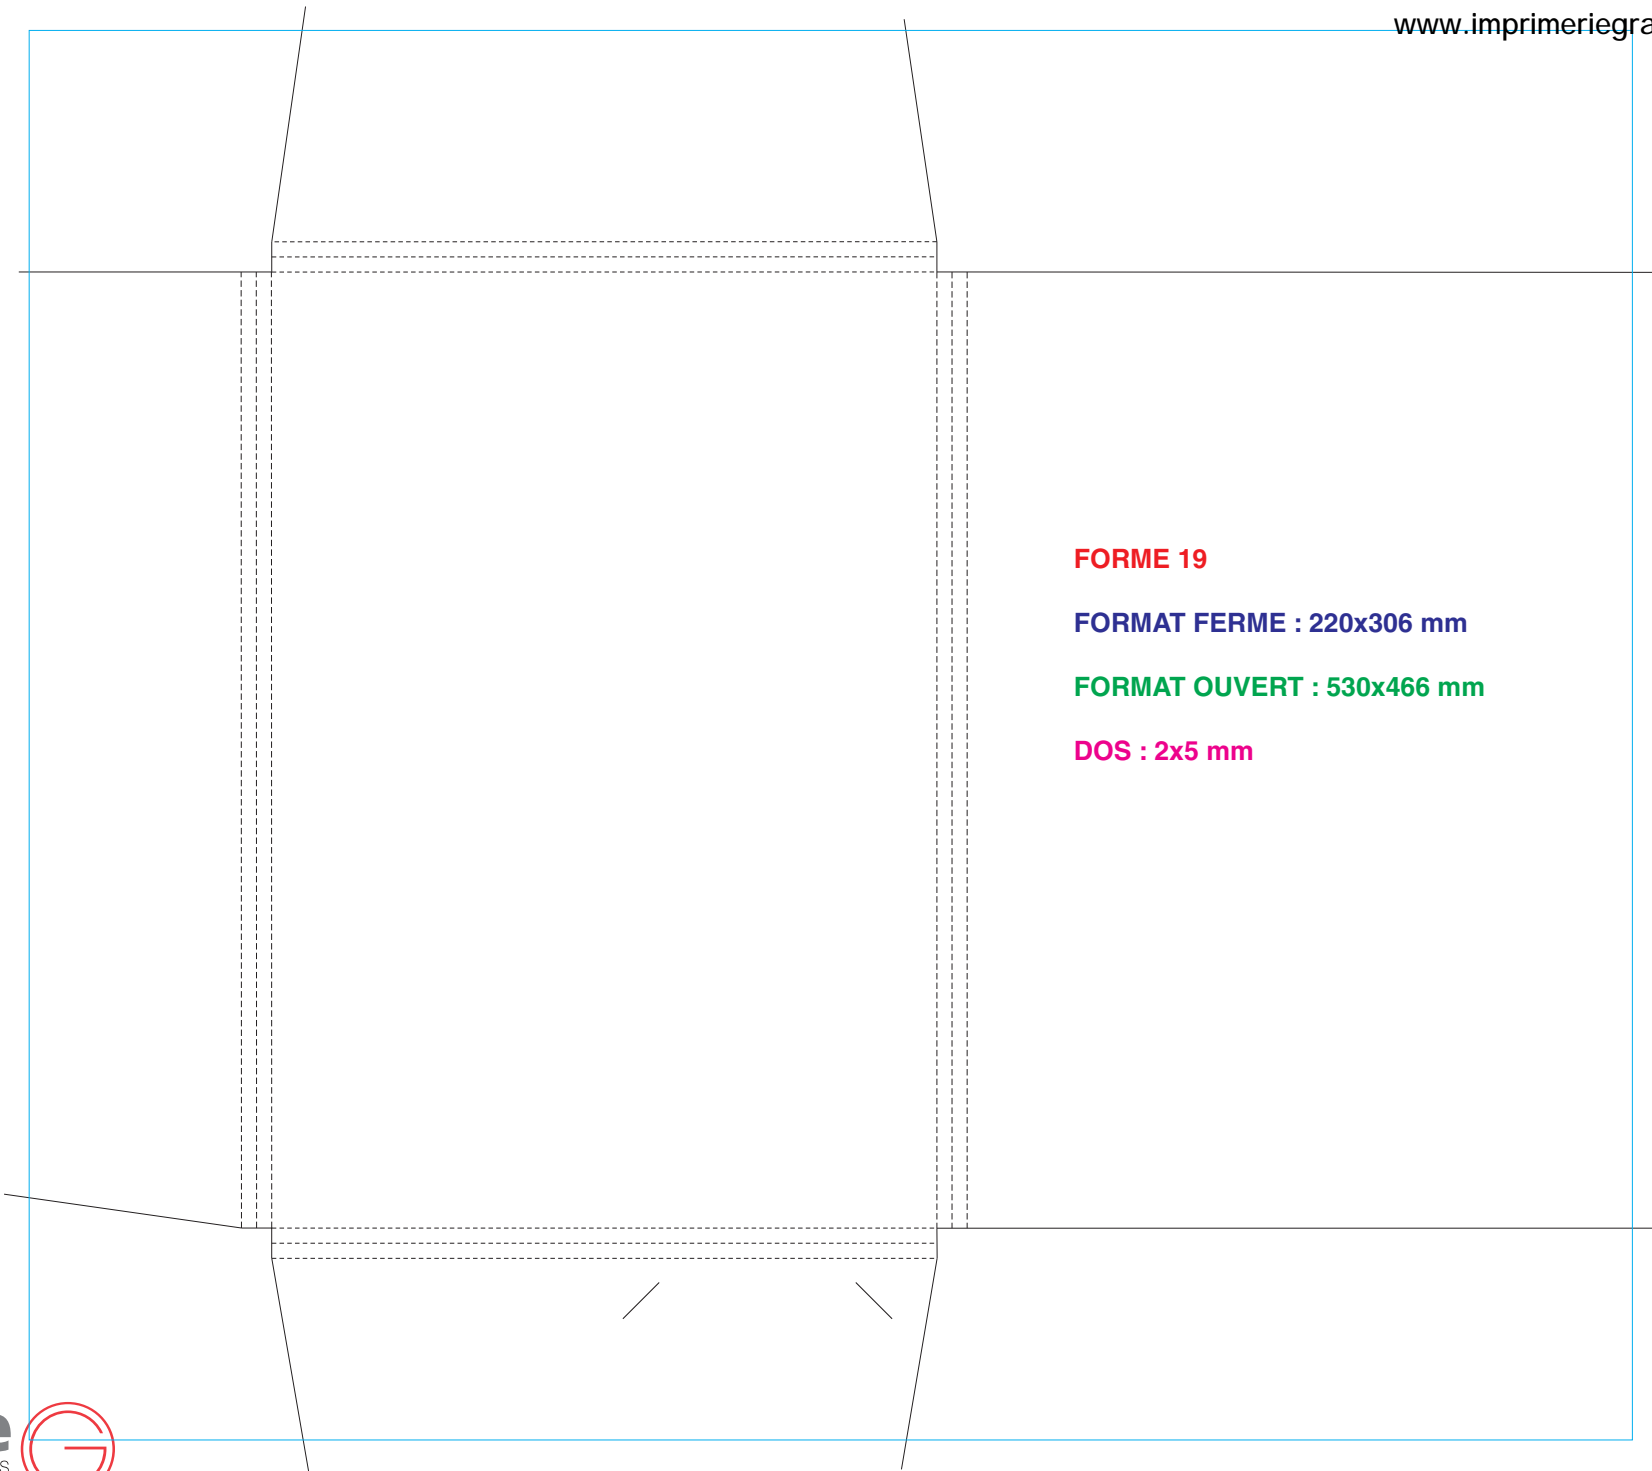 www.imprimeriegra
FORME 19
FORMAT FERME : 220x306 mm
FORMAT OUVERT : 530x466 mm
DOS : 2x5 mm
e
S